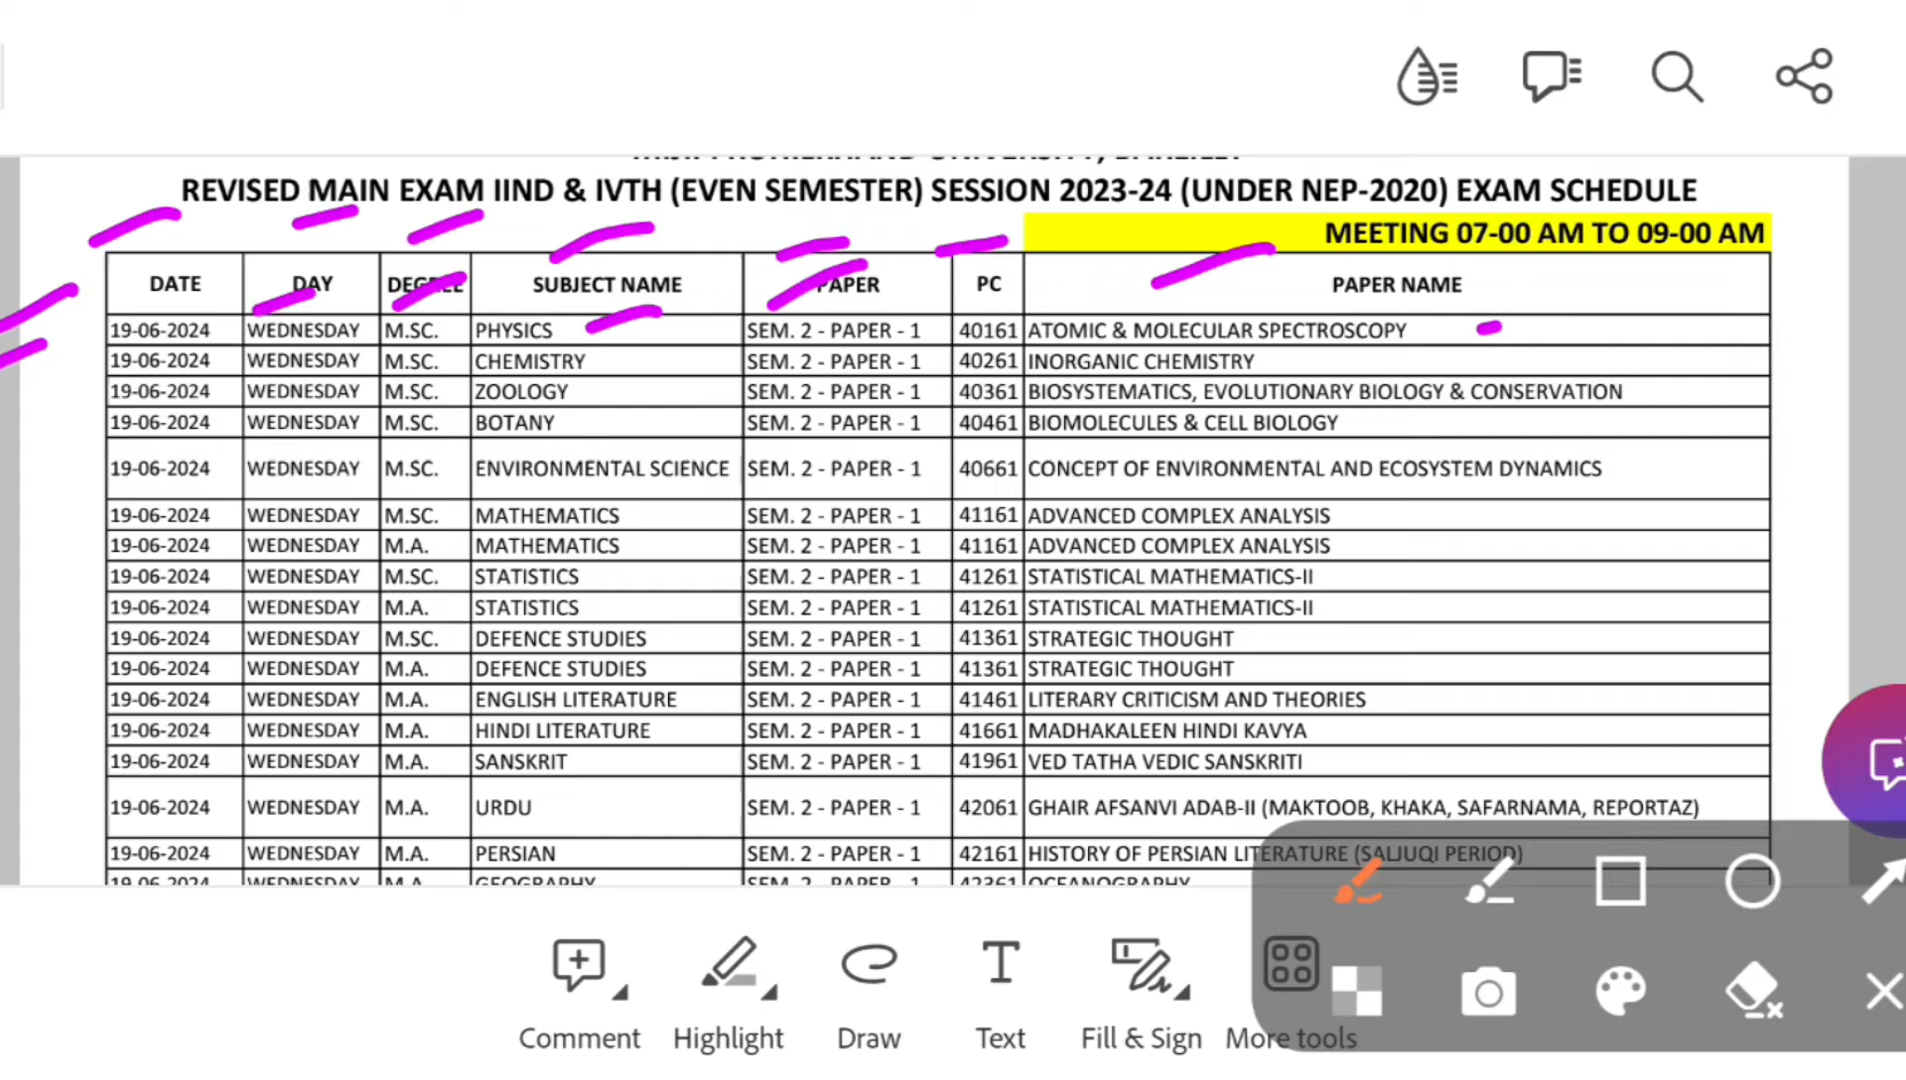 REVISED MAIN EXAM IIND & IVTH (EVEN SEMESTER) SESSION 2023-24 (UNDER NEP-2020) EXAM SCHEDULE
MEETING 07-00 AM TO 09-00 AM
DATE DAY DEGREE SUBJECT NAME PAPER PC PAPER NAME
19-06-2024 WEDNESDAY M.SC. PHYSICS SEM. 2 - PAPER - 1 40161 ATOMIC & MOLECULAR SPECTROSCOPY
19-06-2024 WEDNESDAY M.SC. CHEMISTRY SEM. 2 - PAPER - 1 40261 INORGANIC CHEMISTRY
19-06-2024 WEDNESDAY M.SC. ZOOLOGY SEM. 2 - PAPER - 1 40361 BIOSYSTEMATICS, EVOLUTIONARY BIOLOGY & CONSERVATION
19-06-2024 WEDNESDAY M.SC. BOTANY SEM. 2 - PAPER - 1 40461 BIOMOLECULES & CELL BIOLOGY
19-06-2024 WEDNESDAY M.SC. ENVIRONMENTAL SCIENCE SEM. 2 - PAPER - 1 40661 CONCEPT OF ENVIRONMENTAL AND ECOSYSTEM DYNAMICS
19-06-2024 WEDNESDAY M.SC. MATHEMATICS SEM. 2 - PAPER - 1 41161 ADVANCED COMPLEX ANALYSIS
19-06-2024 WEDNESDAY M.A. MATHEMATICS SEM. 2 - PAPER - 1 41161 ADVANCED COMPLEX ANALYSIS
19-06-2024 WEDNESDAY M.SC. STATISTICS SEM. 2 - PAPER - 1 41261 STATISTICAL MATHEMATICS-II
19-06-2024 WEDNESDAY M.A. STATISTICS SEM. 2 - PAPER - 1 41261 STATISTICAL MATHEMATICS-II
19-06-2024 WEDNESDAY M.SC. DEFENCE STUDIES SEM. 2 - PAPER - 1 41361 STRATEGIC THOUGHT
19-06-2024 WEDNESDAY M.A. DEFENCE STUDIES SEM. 2 - PAPER - 1 41361 STRATEGIC THOUGHT
19-06-2024 WEDNESDAY M.A. ENGLISH LITERATURE SEM. 2 - PAPER - 1 41461 LITERARY CRITICISM AND THEORIES
19-06-2024 WEDNESDAY M.A. HINDI LITERATURE SEM. 2 - PAPER - 1 41661 MADHAKALEEN HINDI KAVYA
19-06-2024 WEDNESDAY M.A. SANSKRIT SEM. 2 - PAPER - 1 41961 VED TATHA VEDIC SANSKRITI
19-06-2024 WEDNESDAY M.A. URDU SEM. 2 - PAPER - 1 42061 GHAIR AFSANVI ADAB-II (MAKTOOB, KHAKA, SAFARNAMA, REPORTAZ)
19-06-2024 WEDNESDAY M.A. PERSIAN SEM. 2 - PAPER - 1 42161 HISTORY OF PERSIAN LITERATURE (SALJUQI PERIOD)
19-06-2024 WEDNESDAY M.A. GEOGRAPHY SEM. 2 - PAPER - 1 42361 OCEANOGRAPHY
Comment Highlight Draw Text Fill & Sign More tools